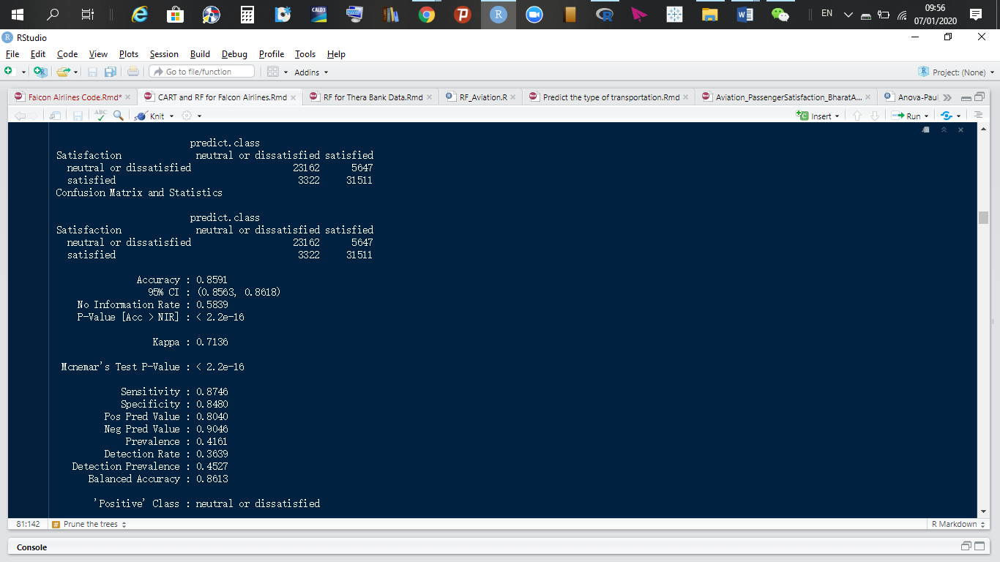 CALD3
EN
09:56
07/01/2020
RStudio
File Edit Code View Plots Session Build Debug Profile Tools Help
Go to file/function
Addins
Project: (None)
Falcon Airlines Code.Rmd* CART and RF for Falcon Airlines.Rmd RF for Thera Bank Data.Rmd RF_Aviation.R Predict the type of transportation.Rmd Aviation_PassengerSatisfaction_BharatA... Anova-Paul
ABC Knit Insert Run
predict.class
Satisfaction neutral or dissatisfied satisfied
neutral or dissatisfied 23162 5647
satisfied 3322 31511
Confusion Matrix and Statistics
predict.class
Satisfaction neutral or dissatisfied satisfied
neutral or dissatisfied 23162 5647
satisfied 3322 31511
Accuracy : 0.8591
95% CI : (0.8563, 0.8618)
No Information Rate : 0.5839
P-Value [Acc > NIR] : < 2.2e-16
Kappa : 0.7136
Mcnemar's Test P-Value : < 2.2e-16
Sensitivity : 0.8746
Specificity : 0.8480
Pos Pred Value : 0.8040
Neg Pred Value : 0.9046
Prevalence : 0.4161
Detection Rate : 0.3639
Detection Prevalence : 0.4527
Balanced Accuracy : 0.8613
'Positive' Class : neutral or dissatisfied
81:142 # Prune the trees R Markdown
Console